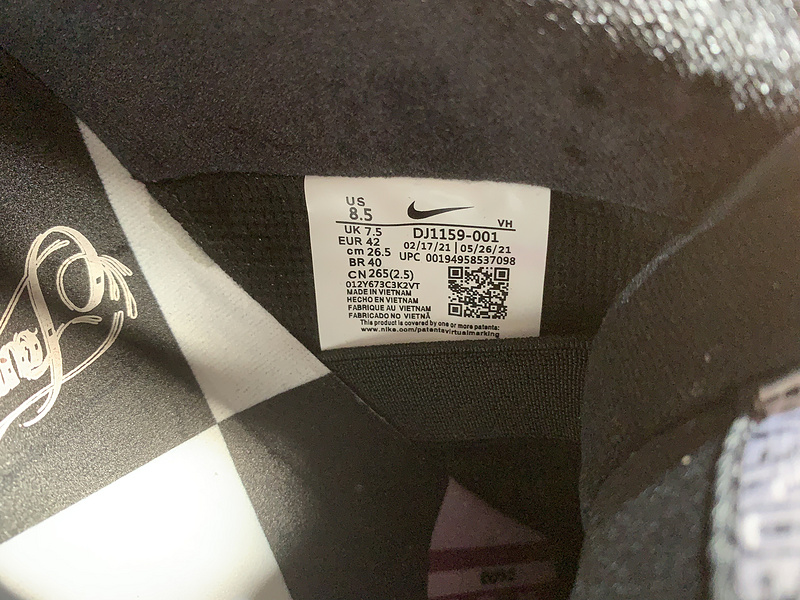 US
8.5
VH
UK 7.5
DJ1159-001
EUR 42
02/17/21 | 05/26/21
cm 26.5
UPC 00194958537098
BR 40
CN 265(2.5)
012Y673C3K2VT
MADE IN VIETNAM
HECHO EN VIETNAM
FABRIQUE AU VIETNAM
FABRICADO NO VIETNÃ
This product is covered by one or more patents:
www.nike.com/patentavirtualmarking